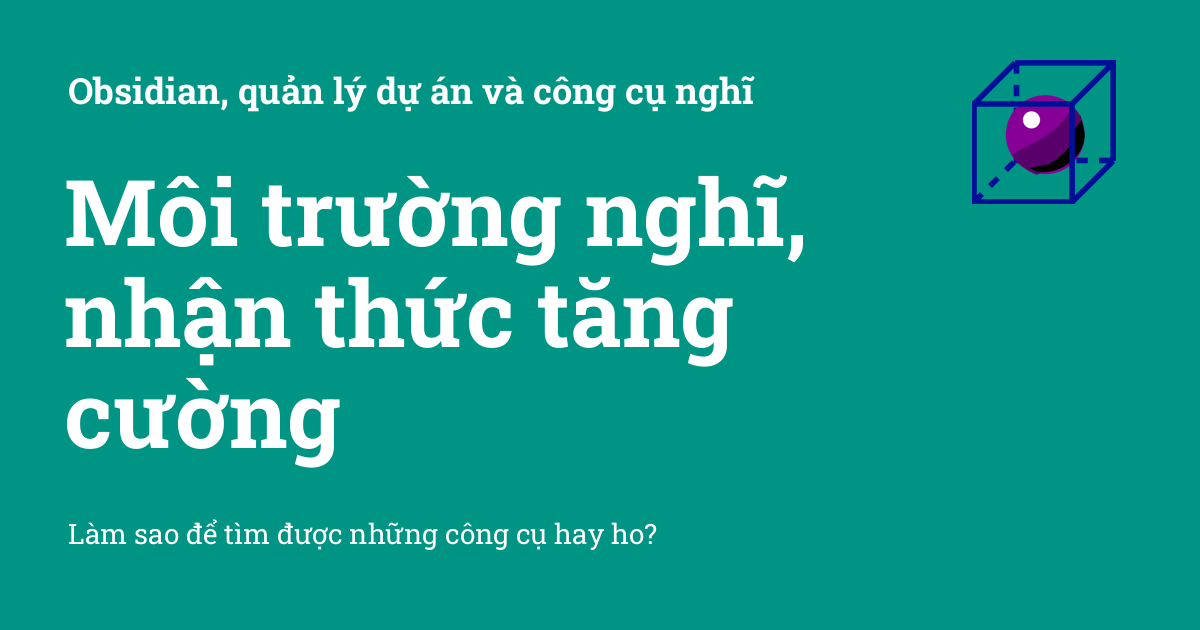 Obsidian, quản lý dự án và công cụ nghĩ
Môi trường nghĩ,
nhận thức tăng
cường
Làm sao để tìm được những công cụ hay ho?